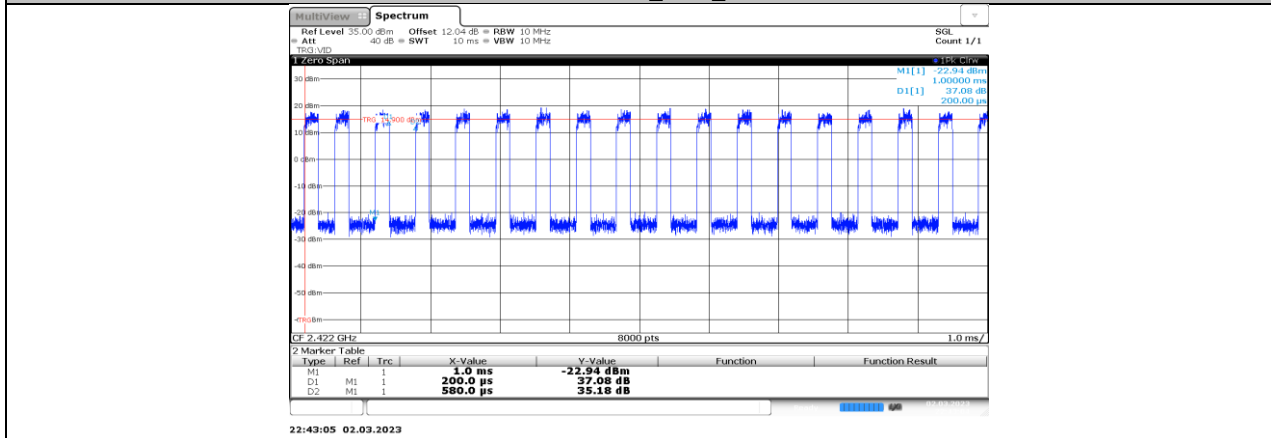 MultiView Spectrum
Ref Level 35.00 dBm Offset 12.04 dB RBW 10 MHz
SGL
Att 40 dB SWT 10 ms VBW 10 MHz
Count 1/1
TRG:VID
1 Zero Span
1Pk Clrw
M1[1] -22.94 dBm
1.00000 ms
D1[1] 37.08 dB
200.00 µs
30 dBm
20 dBm
TRG 14.900 dBm
10 dBm
0 dBm
-10 dBm
-20 dBm
M1
-30 dBm
-40 dBm
-50 dBm
TRG
CF 2.422 GHz 8000 pts 1.0 ms/
2 Marker Table
Type Ref Trc X-Value Y-Value Function Function Result
M1 1 1.0 ms -22.94 dBm
D1 M1 1 200.0 µs 37.08 dB
D2 M1 1 580.0 µs 35.18 dB
02.03.2023
22:43:05 02.03.2023